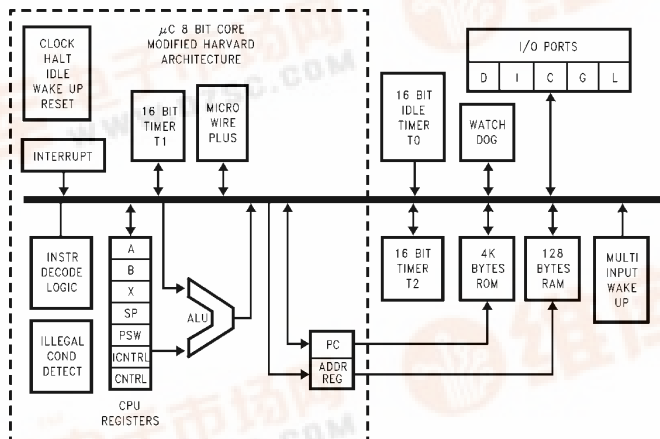 CLOCK
HALT
IDLE
WAKE UP
RESET
μC 8 BIT CORE
MODIFIED HARVARD
ARCHITECTURE
I/O PORTS
D I C G L
16 BIT
TIMER
T1
MICRO
WIRE
PLUS
16 BIT
IDLE
TIMER
T0
WATCH
DOG
INTERRUPT
INSTR
DECODE
LOGIC
ILLEGAL
COND
DETECT
A
B
X
SP
PSW
ICNTRL
CNTRL
CPU
REGISTERS
ALU
PC
ADDR
REG
16 BIT
TIMER
T2
4K
BYTES
ROM
128
BYTES
RAM
MULTI
INPUT
WAKE
UP